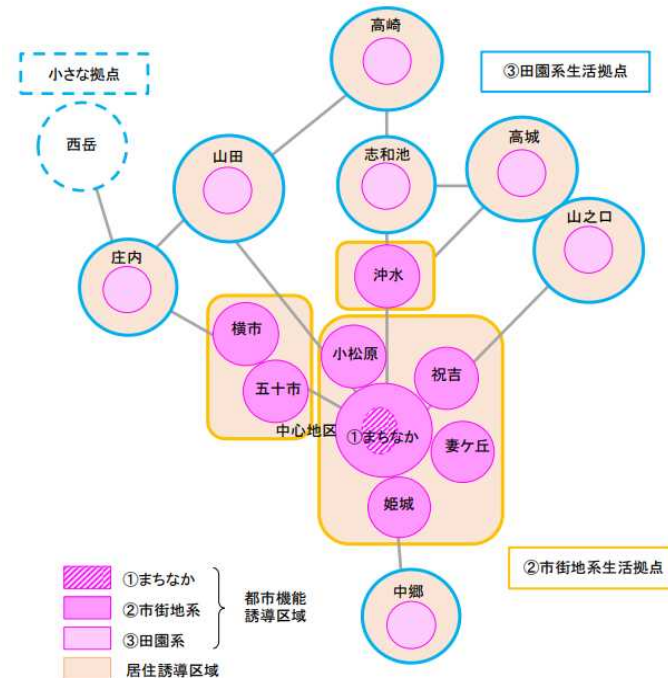 高崎
小さな拠点
③田園系生活拠点
西岳
山田
志和池
高城
山之口
庄内
沖水
横市
小松原
祝吉
五十市
中心地区
①まちなか
妻ケ丘
姫城
②市街地系生活拠点
中郷
①まちなか
②市街地系
③田園系
居住誘導区域
都市機能
誘導区域